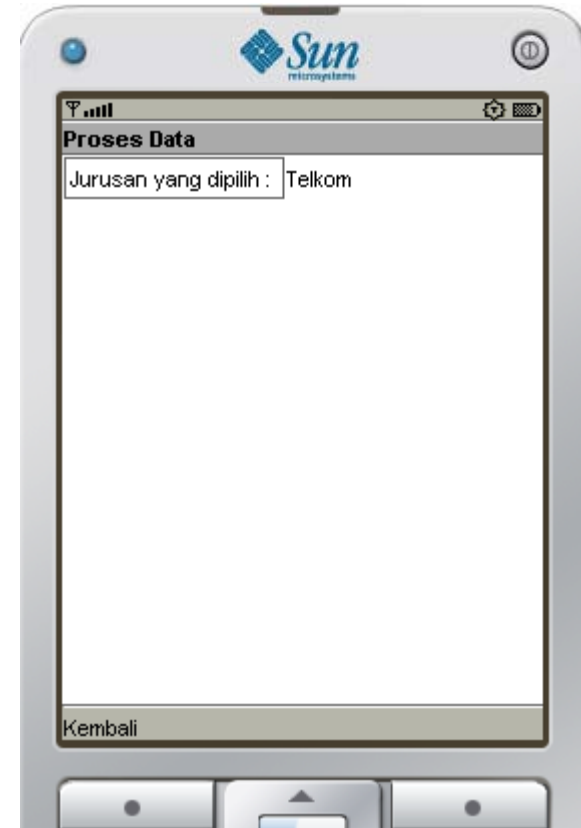 Sun
microsystems
Proses Data
Jurusan yang dipilih : Telkom
Kembali